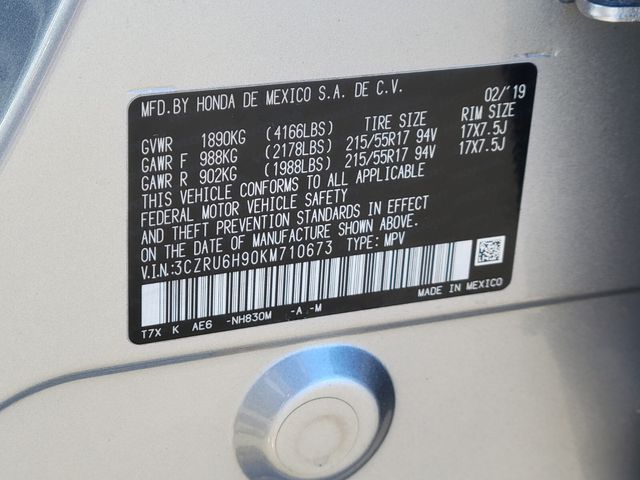 MFD.BY HONDA DE MEXICO S.A. DE C.V. 02/'19
TIRE SIZE RIM SIZE
GVWR 1890KG (4166LBS)
GAWR F 988KG (2178LBS) 215/55R17 94V 17X7.5J
GAWR R 902KG (1988LBS) 215/55R17 94V 17X7.5J
THIS VEHICLE CONFORMS TO ALL APPLICABLE
FEDERAL MOTOR VEHICLE SAFETY
AND THEFT PREVENTION STANDARDS IN EFFECT
ON THE DATE OF MANUFACTURE SHOWN ABOVE.
V.I.N:3CZRU6H90KM710673 TYPE: MPV
T7X K AE6 -NH830M -A -M MADE IN MEXICO